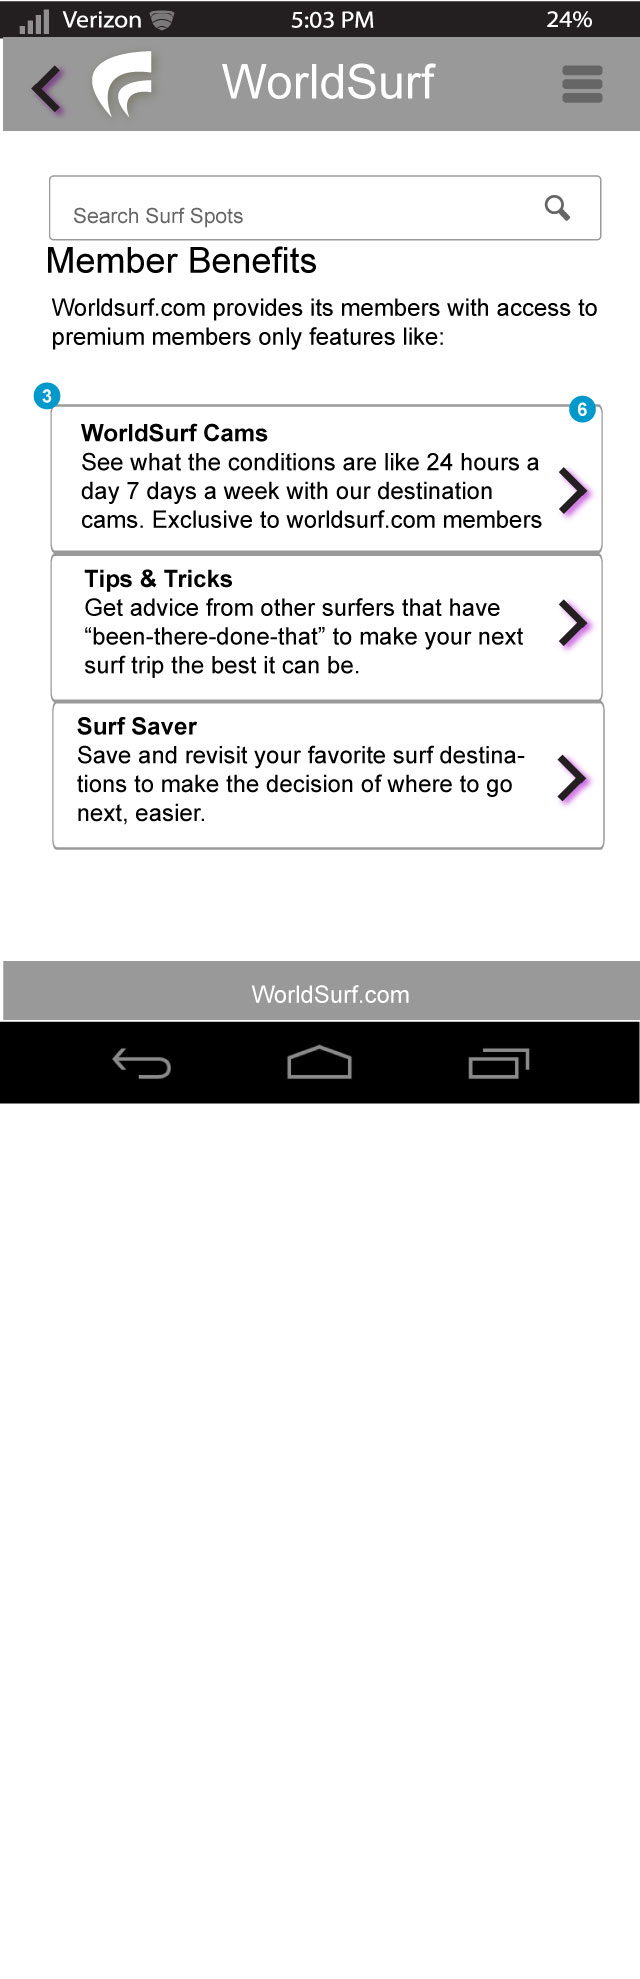 Verizon 5:03 PM 24%
WorldSurf
Search Surf Spots
Member Benefits
Worldsurf.com provides its members with access to
premium members only features like:
3
6
WorldSurf Cams
See what the conditions are like 24 hours a
day 7 days a week with our destination
cams. Exclusive to worldsurf.com members
Tips & Tricks
Get advice from other surfers that have
“been-there-done-that” to make your next
surf trip the best it can be.
Surf Saver
Save and revisit your favorite surf destina-
tions to make the decision of where to go
next, easier.
WorldSurf.com